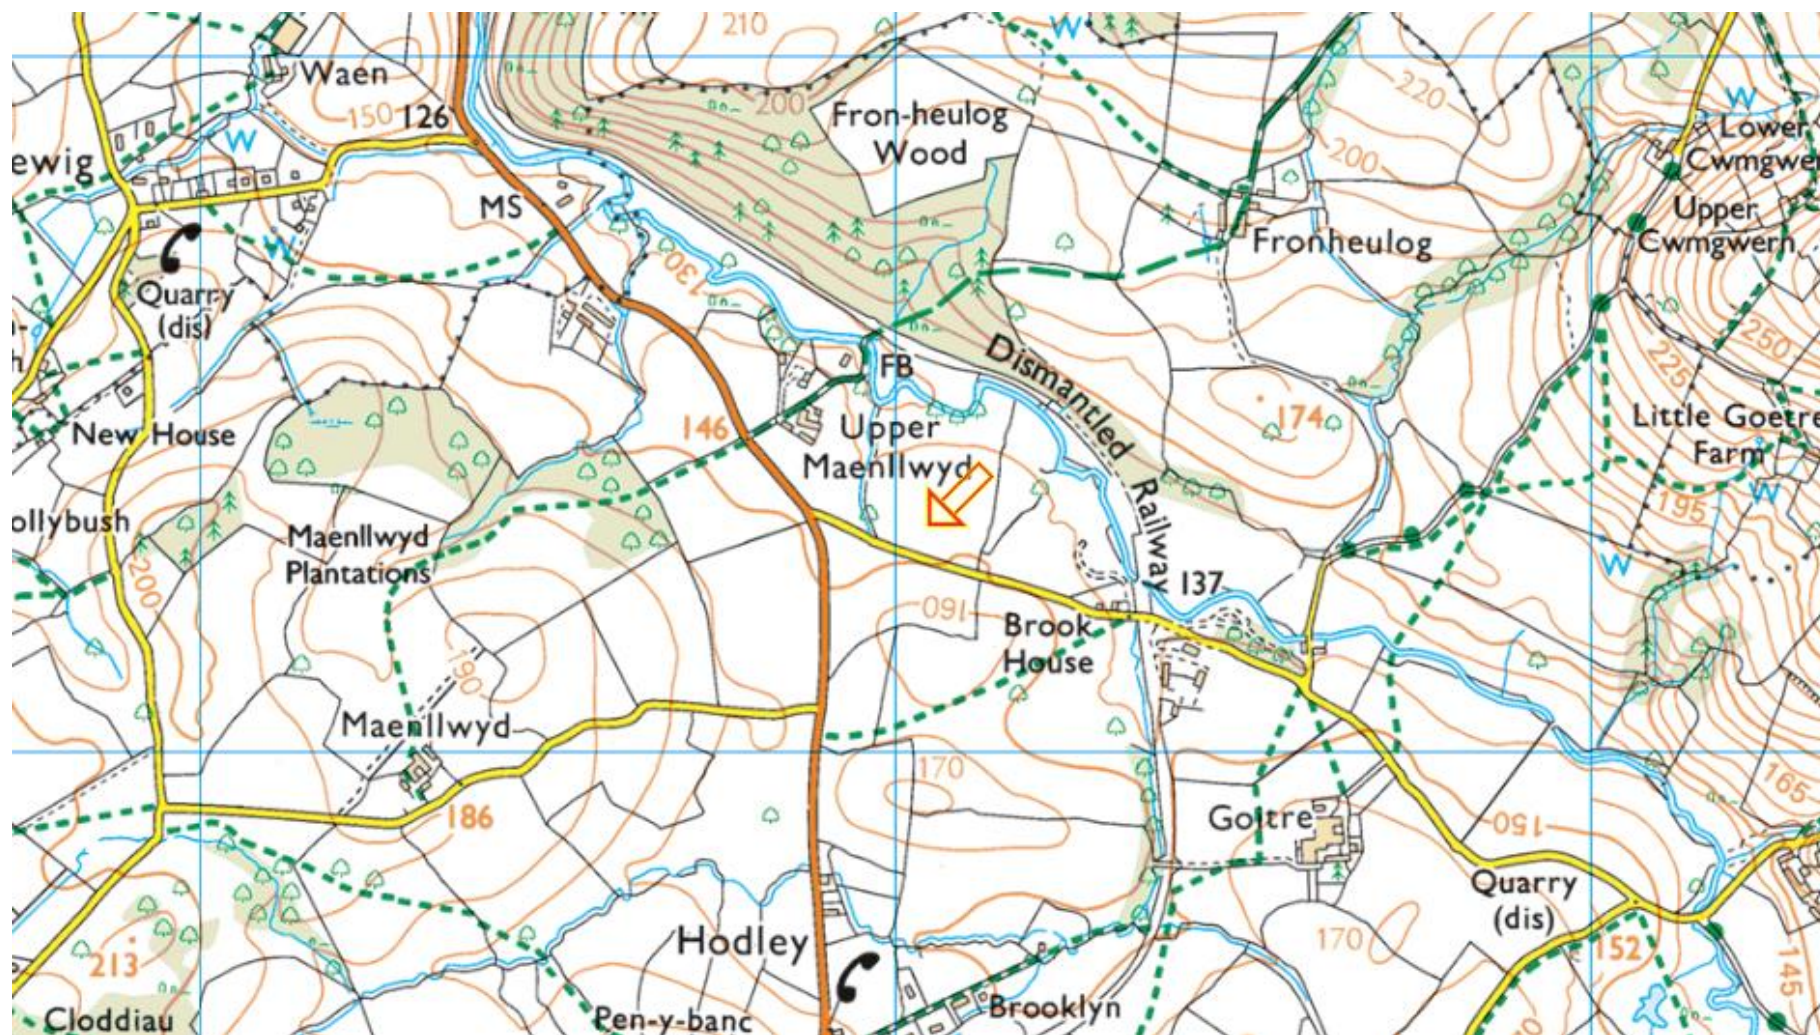 210
W
Waen
150
126
200
Fron-heulog
Wood
220
W
Lower
ewig
W
200
MS
Upper
Cwmgwern
W
130
Fronheulog
Quarry
(dis)
250
FB
Dismantled
225
174
New House
146
Upper
Maenllwyd
Little Goetre
Farm
W
Railway
195
ollybush
Maenllwyd
Plantations
200
W
137
160
Brook
House
190
Maenllwyd
170
165
186
Goitre
150
Quarry
(dis)
213
Hodley
170
152
145
Cloddiau
Pen-y-banc
Brooklyn